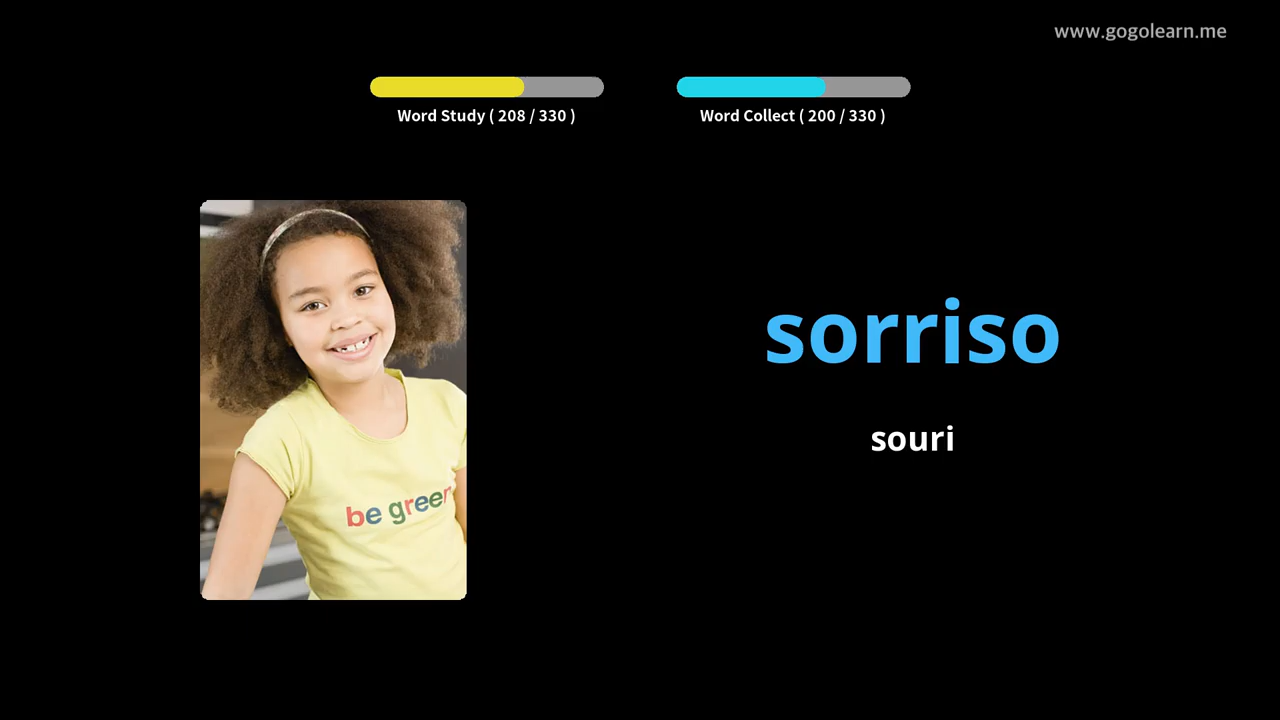 www.gogolearn.me
Word Study ( 208 / 330 )
Word Collect ( 200 / 330 )
sorriso
souri
be green